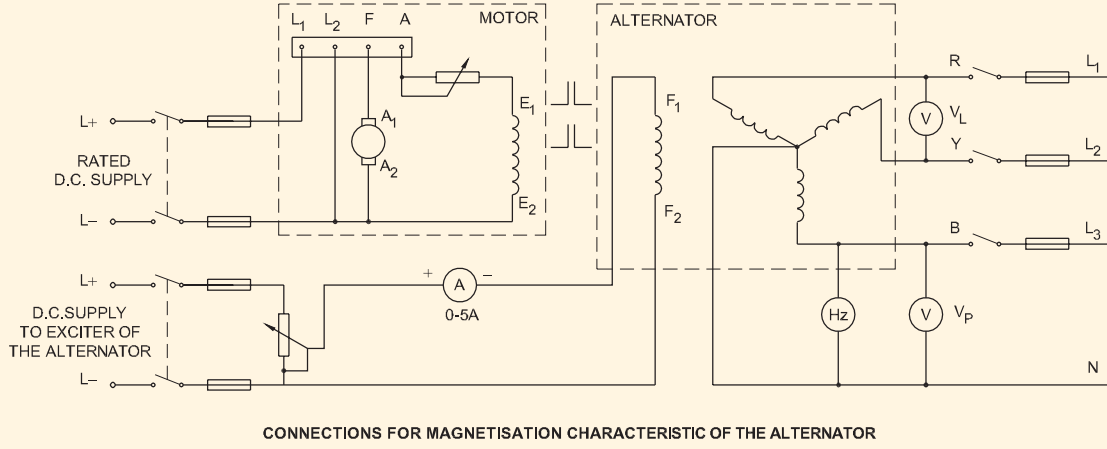 MOTOR
L1 L2 F A
A1
A2
E1
E2
L+
RATED
D.C. SUPPLY
L–
ALTERNATOR
F1
F2
R
Y
B
V
VL
L1
L2
L3
Hz
V
VP
N
L+
D.C.SUPPLY
TO EXCITER OF
THE ALTERNATOR
L–
+ –
A
0-5A
CONNECTIONS FOR MAGNETISATION CHARACTERISTIC OF THE ALTERNATOR